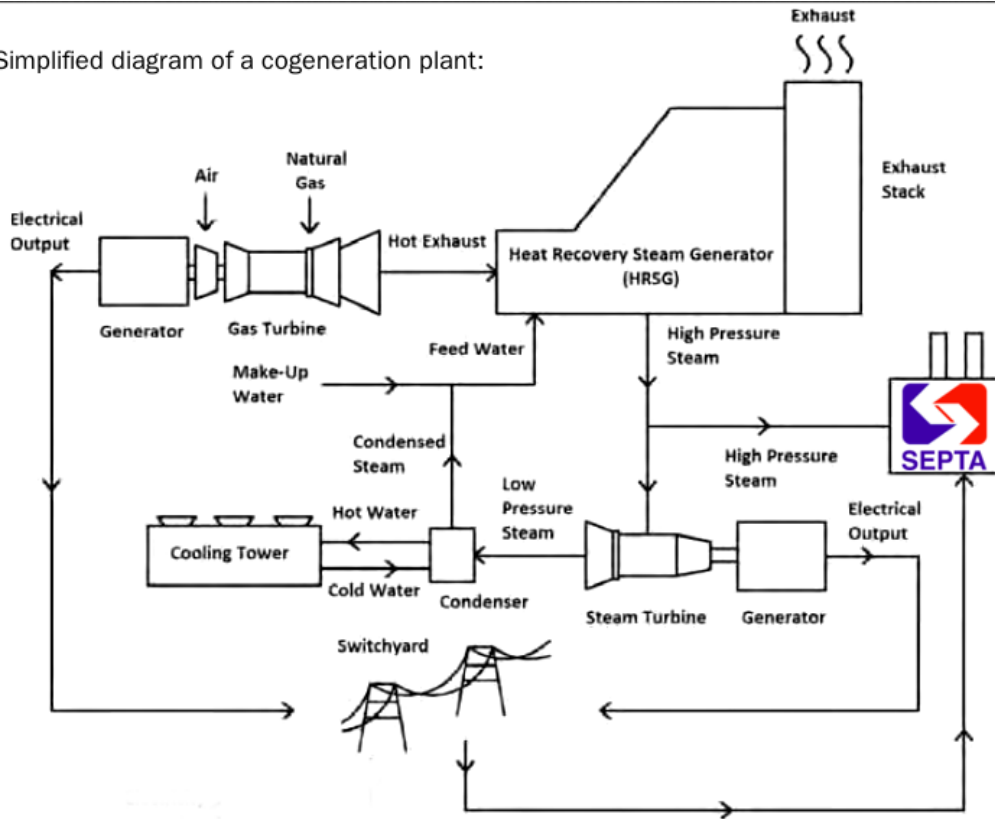 Exhaust
Simplified diagram of a cogeneration plant:
Natural
Gas
Air
Exhaust
Stack
Electrical
Output
Hot Exhaust
Heat Recovery Steam Generator
(HRSG)
Generator
Gas Turbine
High Pressure
Steam
Feed Water
Make-Up
Water
Condensed
Steam
High Pressure
Steam
SEPTA
Low
Pressure
Steam
Hot Water
Electrical
Output
Cooling Tower
Cold Water
Condenser
Steam Turbine
Generator
Switchyard